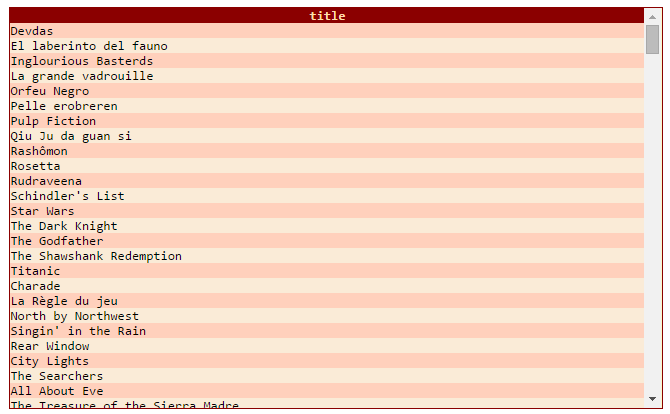 title
Devdas
El laberinto del fauno
Inglourious Basterds
La grande vadrouille
Orfeu Negro
Pelle erobreren
Pulp Fiction
Qiu Ju da guan si
Rashômon
Rosetta
Rudraveena
Schindler's List
Star Wars
The Dark Knight
The Godfather
The Shawshank Redemption
Titanic
Charade
La Règle du jeu
North by Northwest
Singin' in the Rain
Rear Window
City Lights
The Searchers
All About Eve
The Treasure of the Sierra Madre